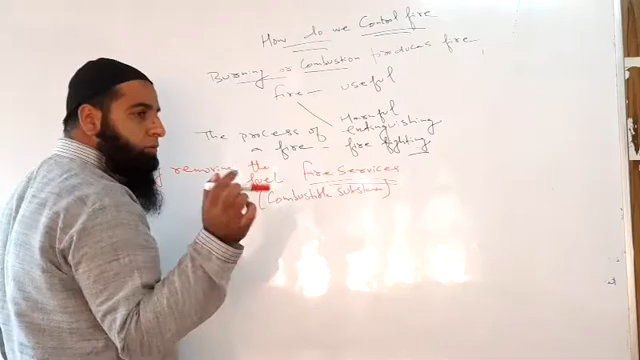 How do we Control fire
Burning or Combustion produces fire
fire — useful
Harmful
The process of extinguishing
a fire — fire fighting
removing the fire services
fuel
(Combustible substance)